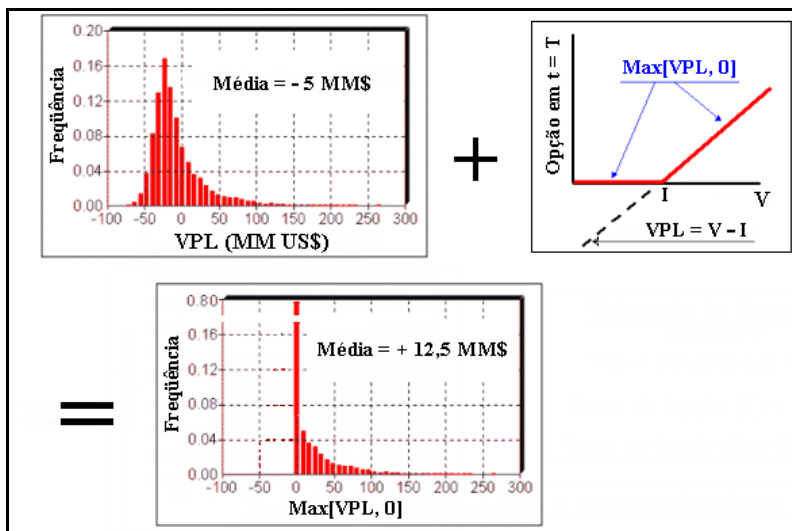 0.20
0.16
0.12
0.08
0.04
0.00
Freqüência
Média = - 5 MM$
-100 -50 0 50 100 150 200 250 300
VPL (MM US$)
+
Opção em t = T
Max[VPL, 0]
I
V
VPL = V – I
=
0.80
0.16
0.12
0.08
0.04
0.00
Freqüência
Média = + 12,5 MM$
-100 -50 0 50 100 150 200 250 300
Max[VPL, 0]